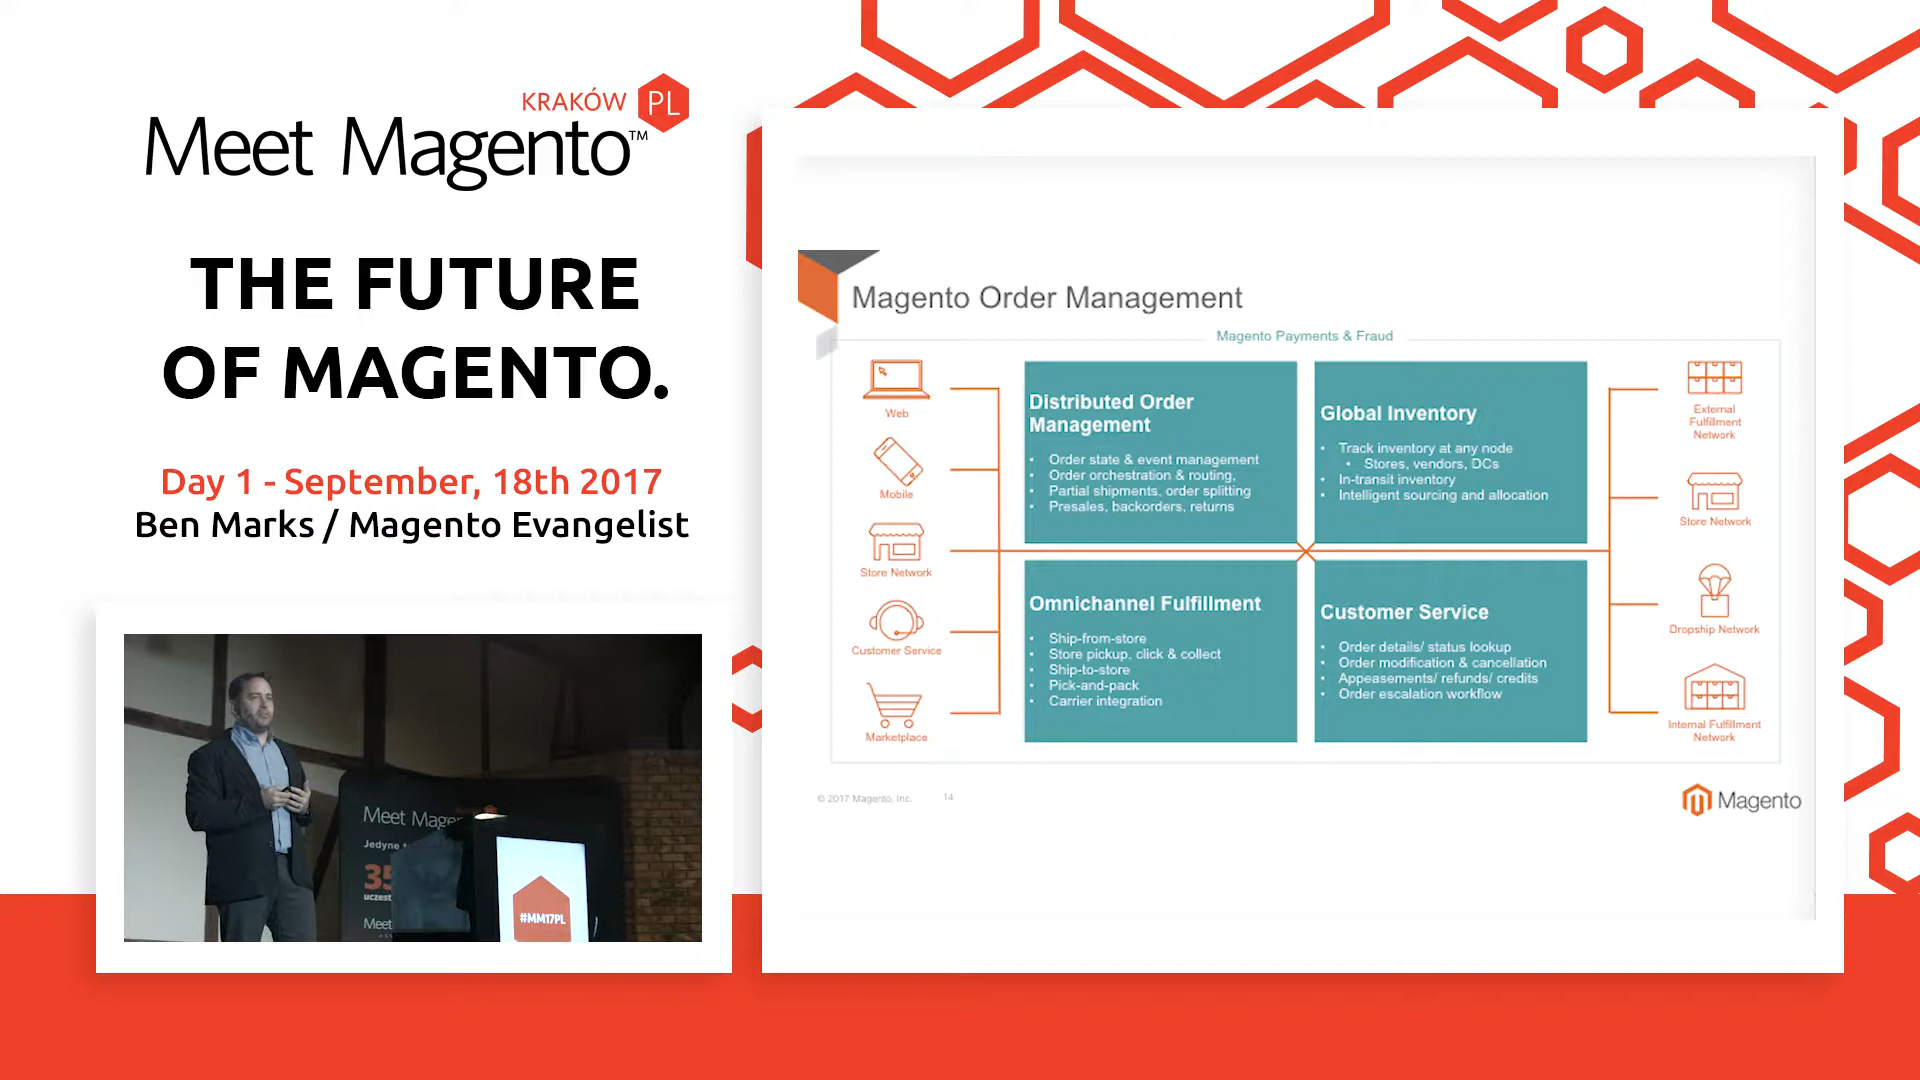 KRAKÓW PL
Meet Magento™
THE FUTURE
OF MAGENTO.
Day 1 - September, 18th 2017
Ben Marks / Magento Evangelist
Meet Magen
Jedyne t
35
uczest
Meet
#MM17PL
Magento Order Management
Magento Payments & Fraud
Web
Mobile
Store Network
Customer Service
Marketplace
Distributed Order
Management
• Order state & event management
• Order orchestration & routing,
• Partial shipments, order splitting
• Presales, backorders, returns
Global Inventory
• Track inventory at any node
• Stores, vendors, DCs
• In-transit inventory
• Intelligent sourcing and allocation
Omnichannel Fulfillment
• Ship-from-store
• Store pickup, click & collect
• Ship-to-store
• Pick-and-pack
• Carrier integration
Customer Service
• Order details/ status lookup
• Order modification & cancellation
• Appeasements/ refunds/ credits
• Order escalation workflow
External
Fulfillment
Network
Store Network
Dropship Network
Internal Fulfillment
Network
© 2017 Magento, Inc. 14
Magento